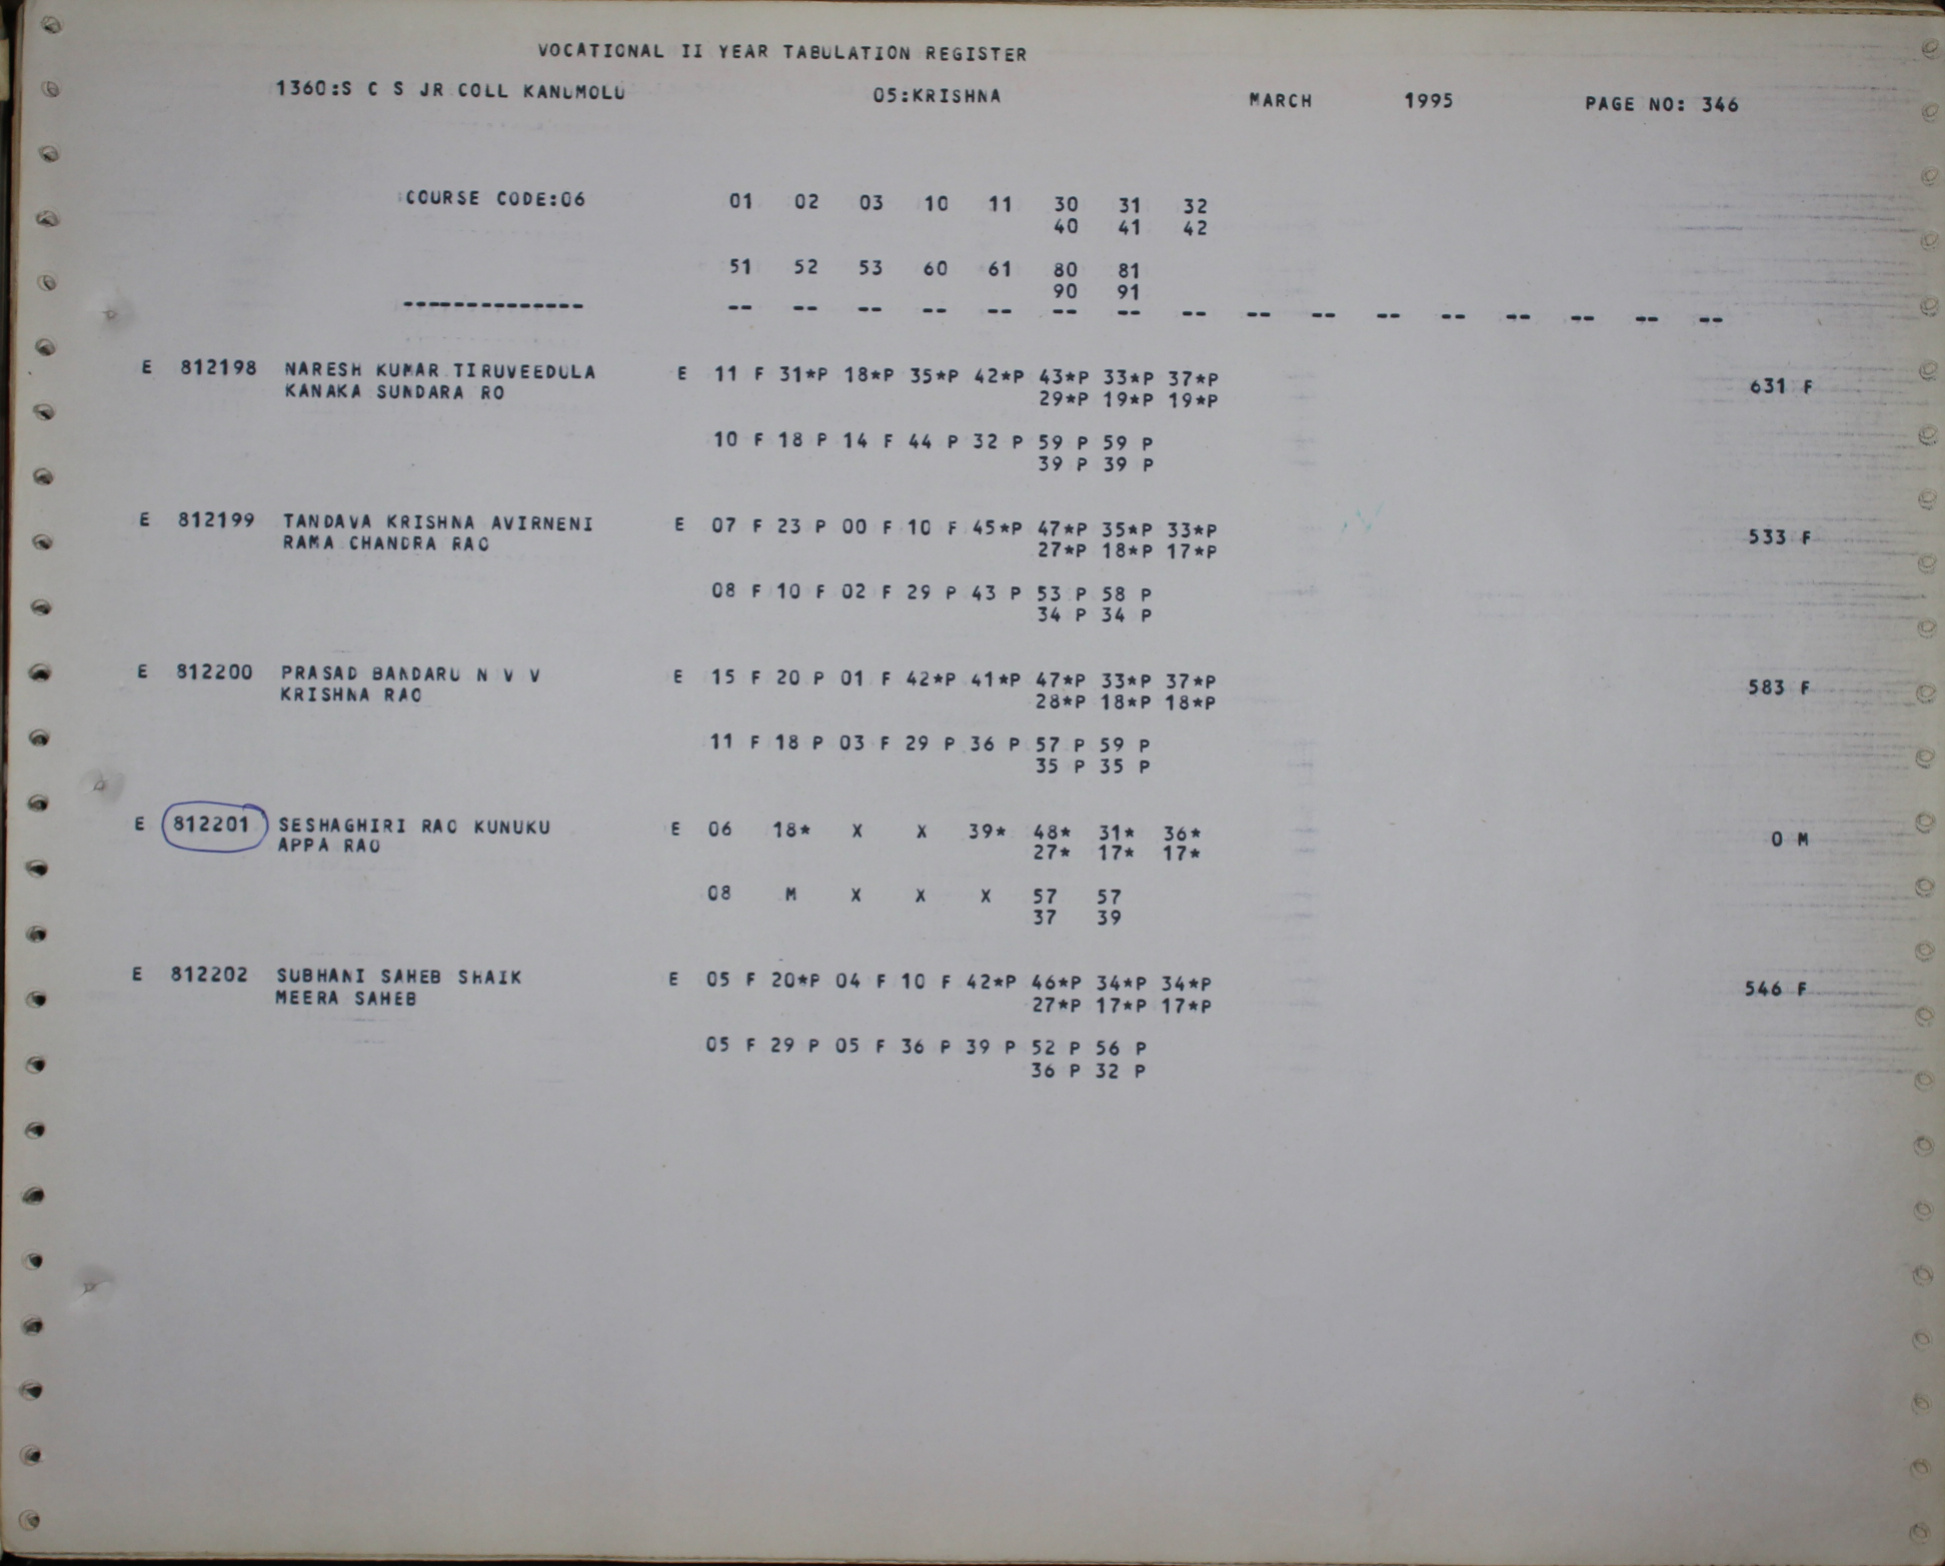 VOCATIONAL II YEAR TABULATION REGISTER
1360:S C S JR COLL KANUMOLU 05:KRISHNA MARCH 1995 PAGE NO: 346
COURSE CODE:06 01 02 03 10 11 30 31 32
40 41 42
51 52 53 60 61 80 81
90 91
-------------- -- -- -- -- -- -- -- -- -- -- -- -- -- -- -- --
E 812198 NARESH KUMAR TIRUVEEDULA E 11 F 31*P 18*P 35*P 42*P 43*P 33*P 37*P 631 F
KANAKA SUNDARA RO 29*P 19*P 19*P
10 F 18 P 14 F 44 P 32 P 59 P 59 P
39 P 39 P
E 812199 TANDAVA KRISHNA AVIRNENI E 07 F 23 P 00 F 10 F 45*P 47*P 35*P 33*P 533 F
RAMA CHANDRA RAO 27*P 18*P 17*P
08 F 10 F 02 F 29 P 43 P 53 P 58 P
34 P 34 P
E 812200 PRASAD BANDARU N V V E 15 F 20 P 01 F 42*P 41*P 47*P 33*P 37*P 583 F
KRISHNA RAO 28*P 18*P 18*P
11 F 18 P 03 F 29 P 36 P 57 P 59 P
35 P 35 P
E 812201 SESHAGHIRI RAO KUNUKU E 06 18* X X 39* 48* 31* 36* 0 M
APPA RAO 27* 17* 17*
08 M X X X 57 57
37 39
E 812202 SUBHANI SAHEB SHAIK E 05 F 20*P 04 F 10 F 42*P 46*P 34*P 34*P 546 F
MEERA SAHEB 27*P 17*P 17*P
05 F 29 P 05 F 36 P 39 P 52 P 56 P
36 P 32 P